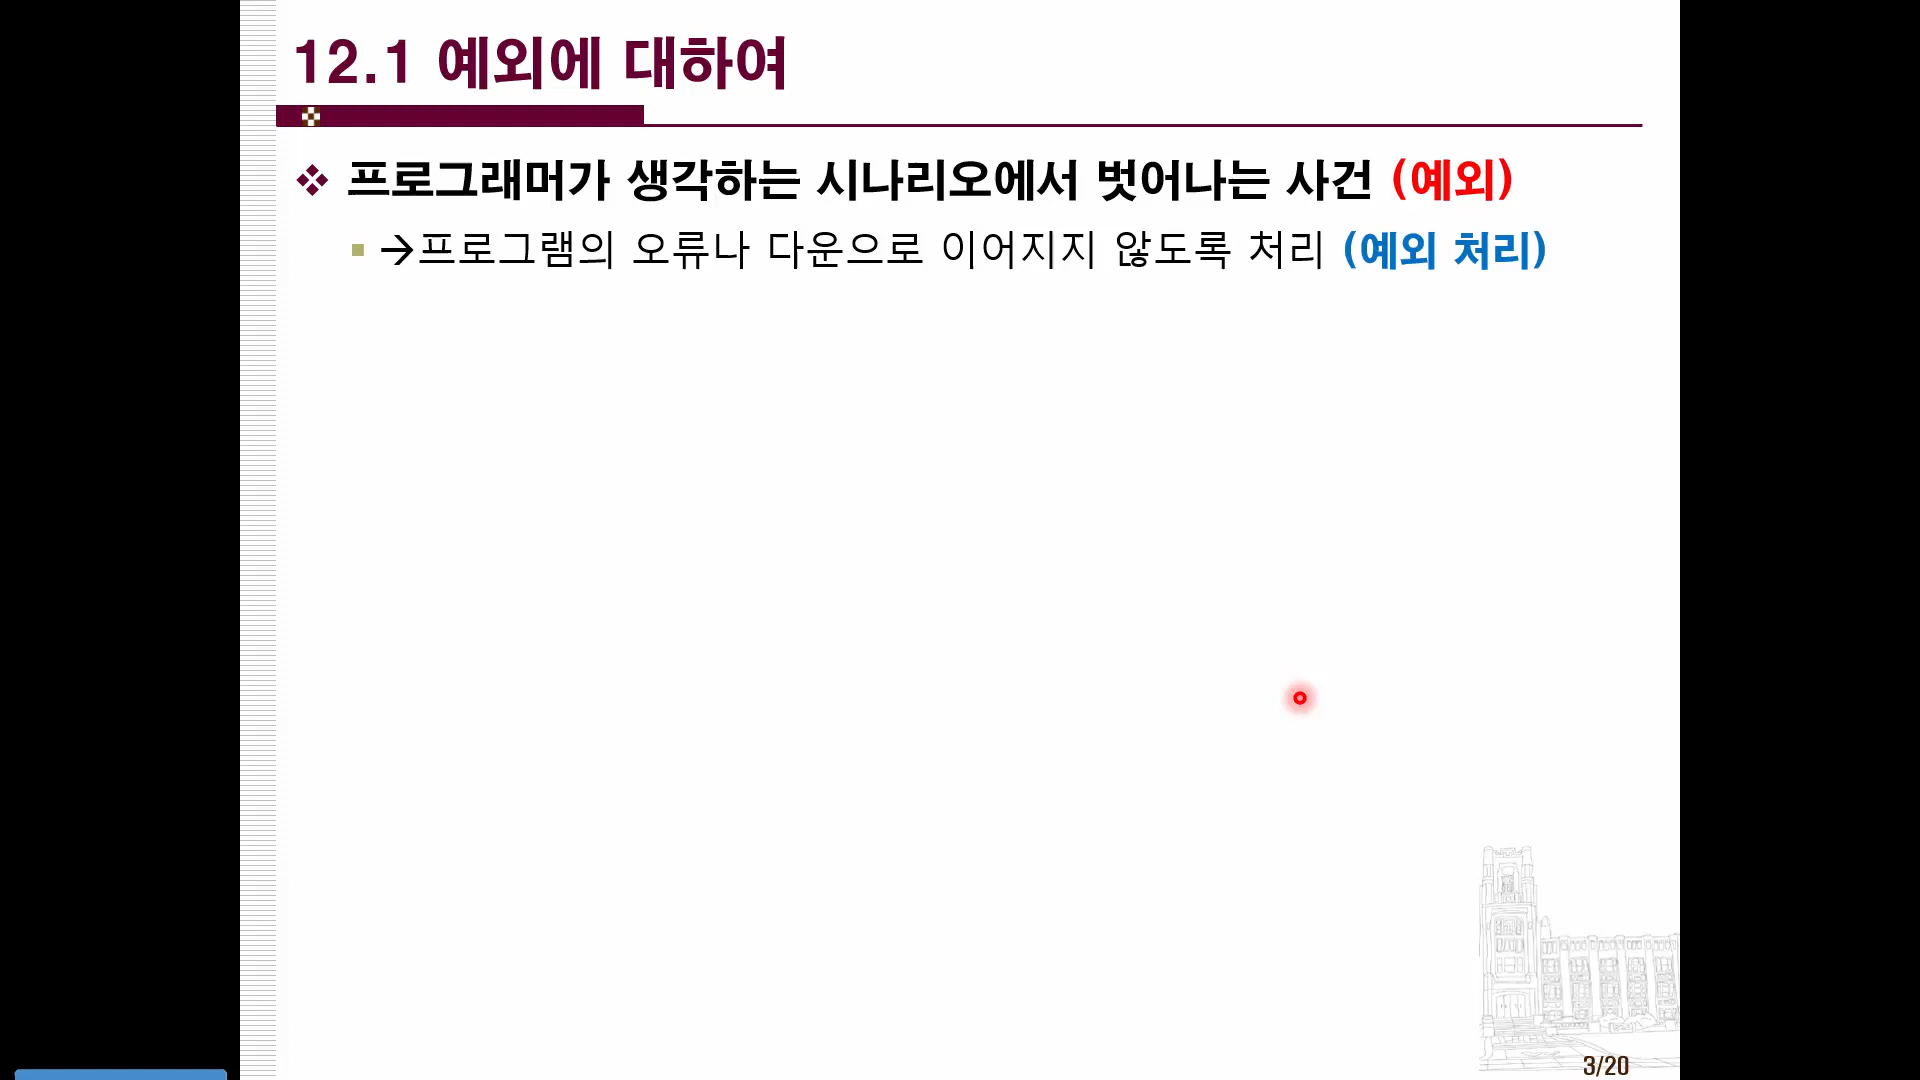 12.1 예외에 대하여
❖ 프로그래머가 생각하는 시나리오에서 벗어나는 사건 (예외)
▪ →프로그램의 오류나 다운으로 이어지지 않도록 처리 (예외 처리)
3/20